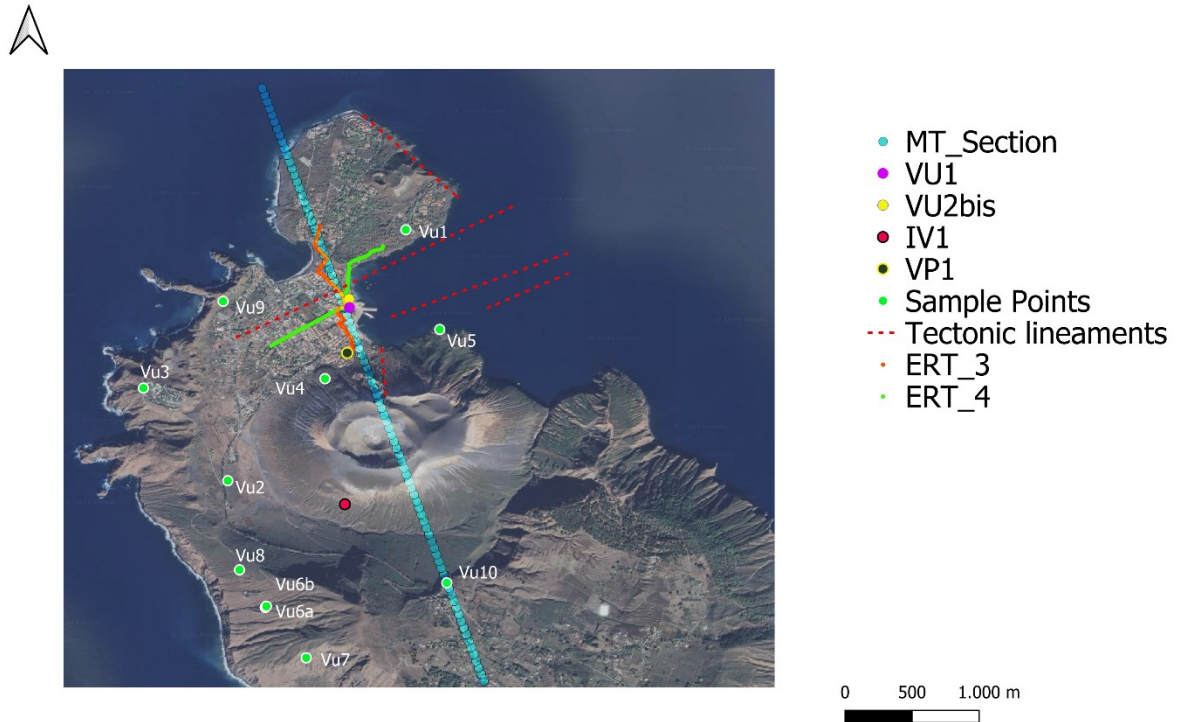 Vu1
Vu9
Vu5
Vu3
Vu4
Vu2
Vu8
Vu6b
Vu10
Vu6a
Vu7
MT_Section
VU1
VU2bis
IV1
VP1
Sample Points
Tectonic lineaments
ERT_3
ERT_4
0 500 1.000 m